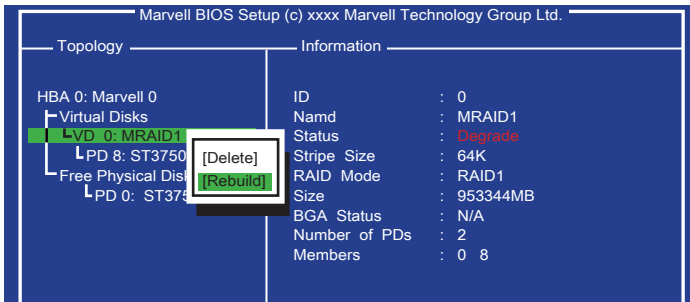 Marvell BIOS Setup (c) xxxx Marvell Technology Group Ltd.
Topology
HBA 0: Marvell 0
Virtual Disks
VD 0: MRAID1
PD 8: ST3750
Free Physical Dis
PD 0: ST375
[Delete]
[Rebuild]
Information
ID : 0
Namd : MRAID1
Status : Degrade
Stripe Size : 64K
RAID Mode : RAID1
Size : 953344MB
BGA Status : N/A
Number of PDs : 2
Members : 0 8